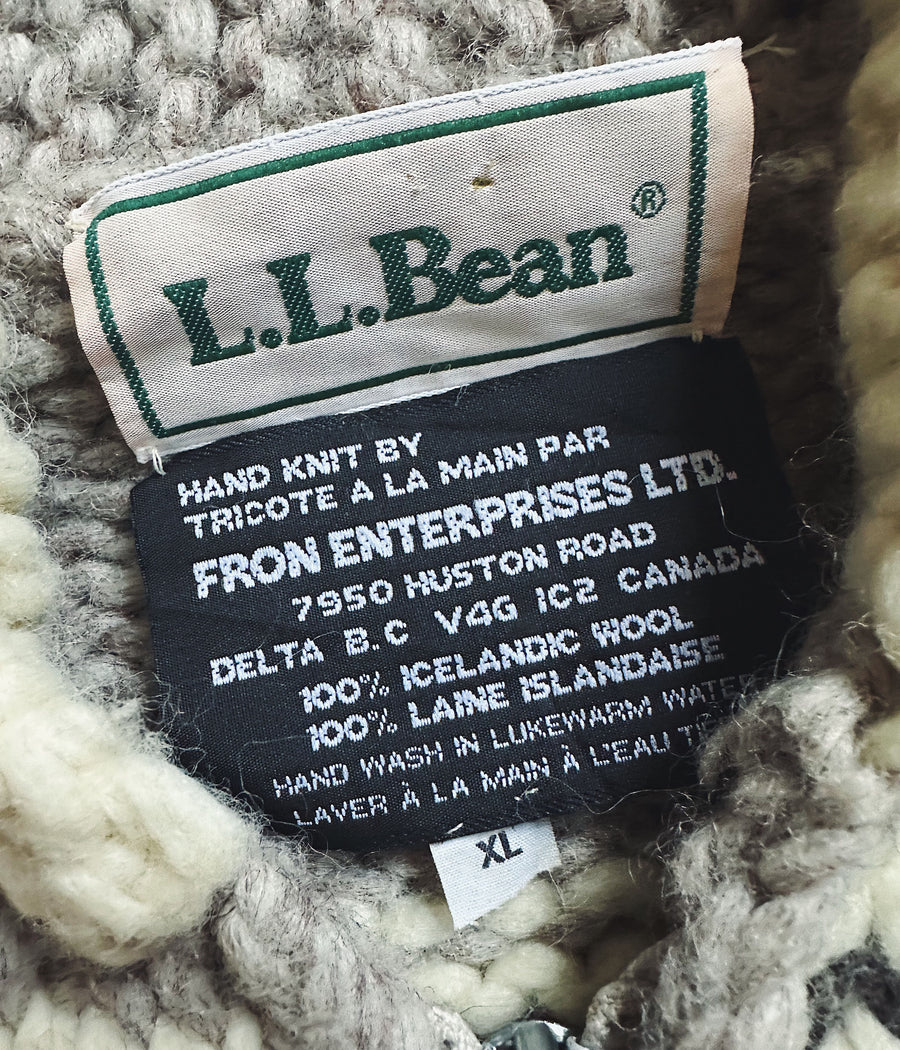 L.L.Bean®
HAND KNIT BY
TRICOTE A LA MAIN PAR
FRON ENTERPRISES LTD.
7950 HUSTON ROAD
DELTA B.C V4G 1C2 CANADA
100% ICELANDIC WOOL
100% LAINE ISLANDAISE
HAND WASH IN LUKEWARM WATER
LAVER À LA MAIN À L'EAU
XL